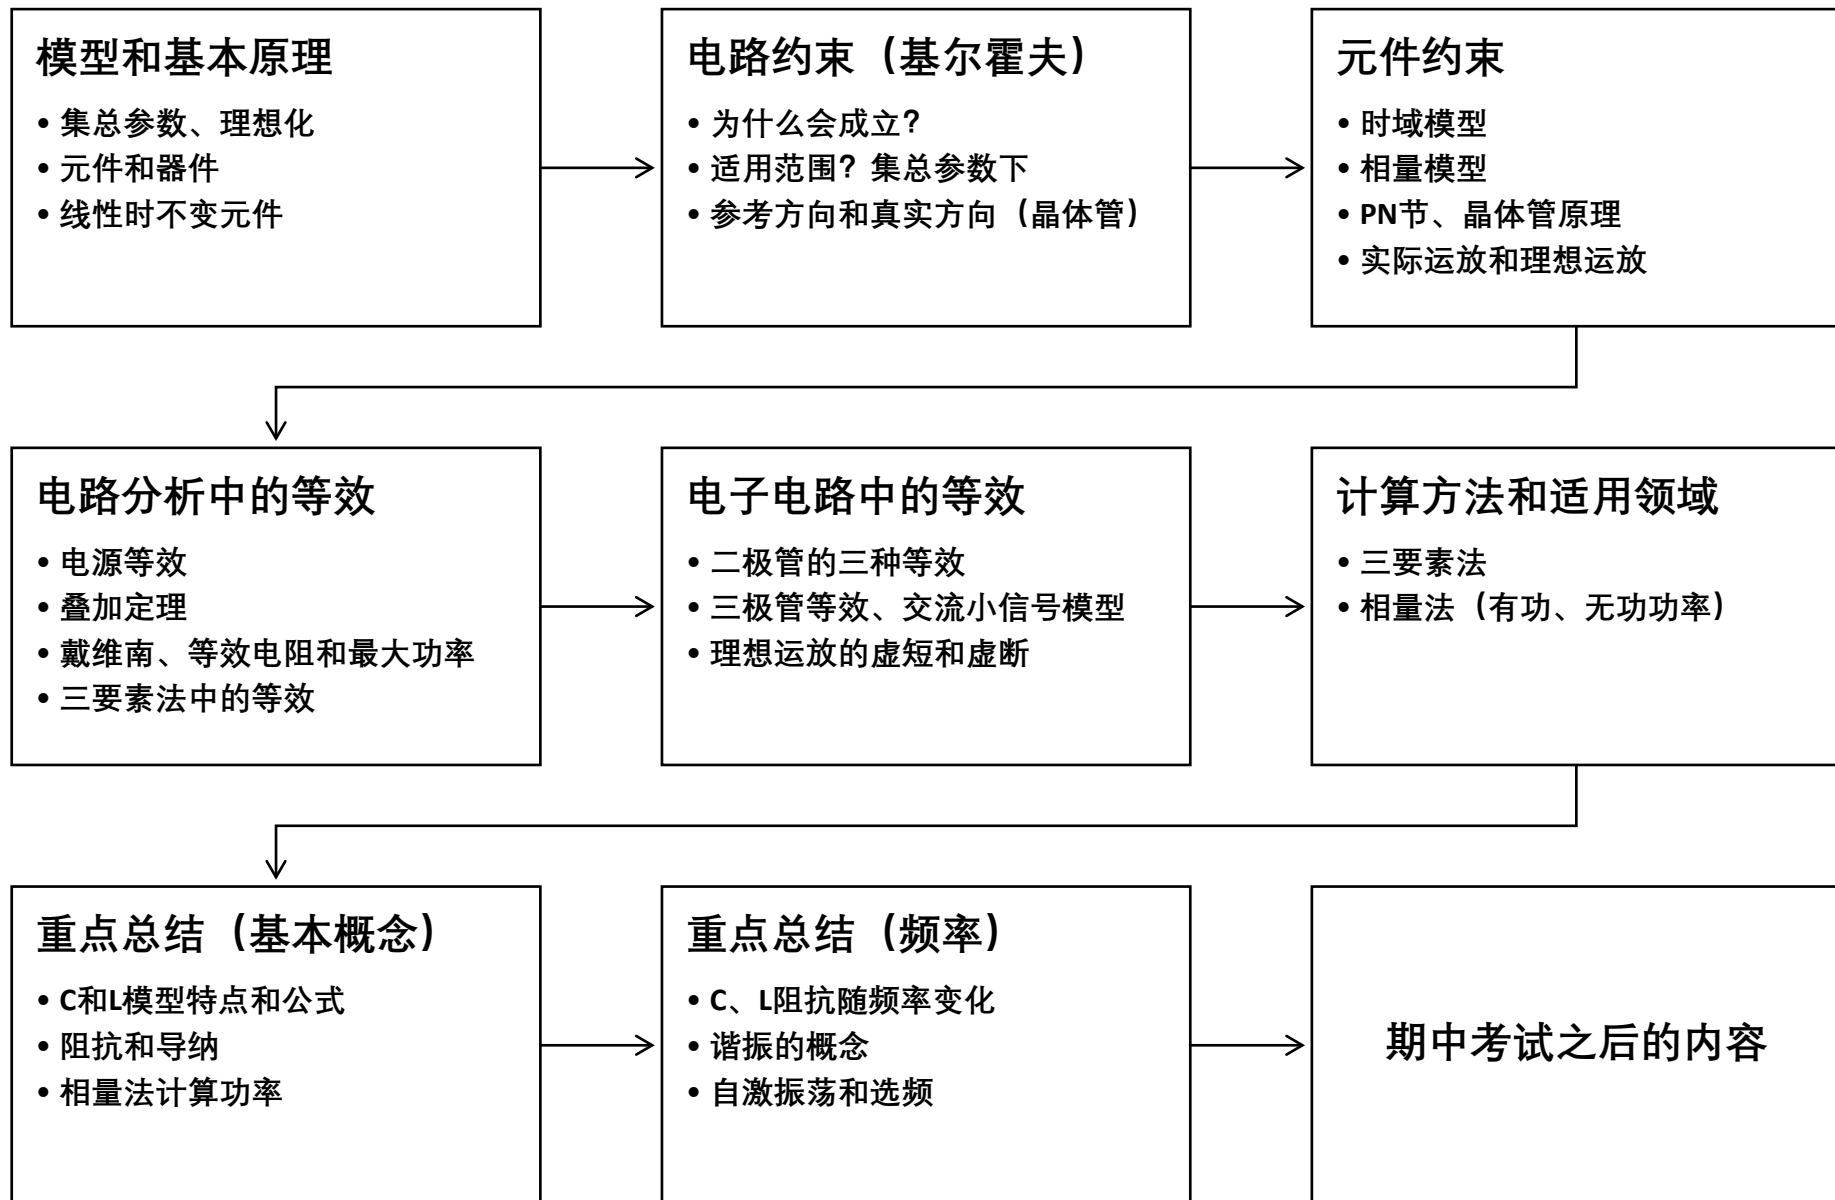 模型和基本原理
• 集总参数、理想化
• 元件和器件
• 线性时不变元件
电路约束（基尔霍夫）
• 为什么会成立？
• 适用范围？集总参数下
• 参考方向和真实方向（晶体管）
元件约束
• 时域模型
• 相量模型
• PN节、晶体管原理
• 实际运放和理想运放
电路分析中的等效
• 电源等效
• 叠加定理
• 戴维南、等效电阻和最大功率
• 三要素法中的等效
电子电路中的等效
• 二极管的三种等效
• 三极管等效、交流小信号模型
• 理想运放的虚短和虚断
计算方法和适用领域
• 三要素法
• 相量法（有功、无功功率）
重点总结（基本概念）
• C和L模型特点和公式
• 阻抗和导纳
• 相量法计算功率
重点总结（频率）
• C、L阻抗随频率变化
• 谐振的概念
• 自激振荡和选频
期中考试之后的内容